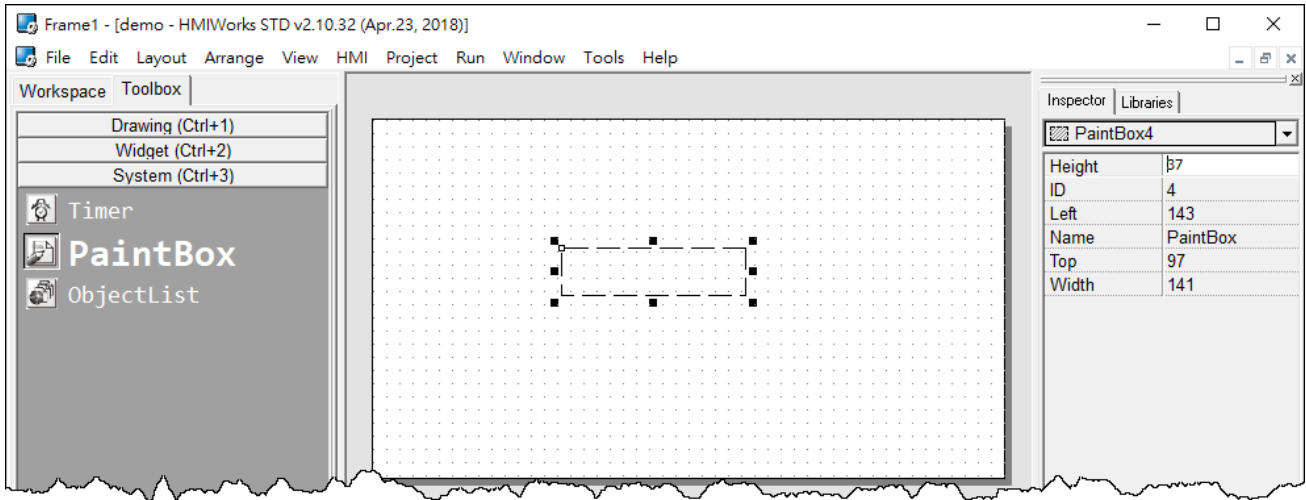 Frame1 - [demo - HMIWorks STD v2.10.32 (Apr.23, 2018)]
File Edit Layout Arrange View HMI Project Run Window Tools Help
Workspace Toolbox
Drawing (Ctrl+1)
Widget (Ctrl+2)
System (Ctrl+3)
Timer
PaintBox
ObjectList
Inspector Libraries
PaintBox4
Height 37
ID 4
Left 143
Name PaintBox
Top 97
Width 141